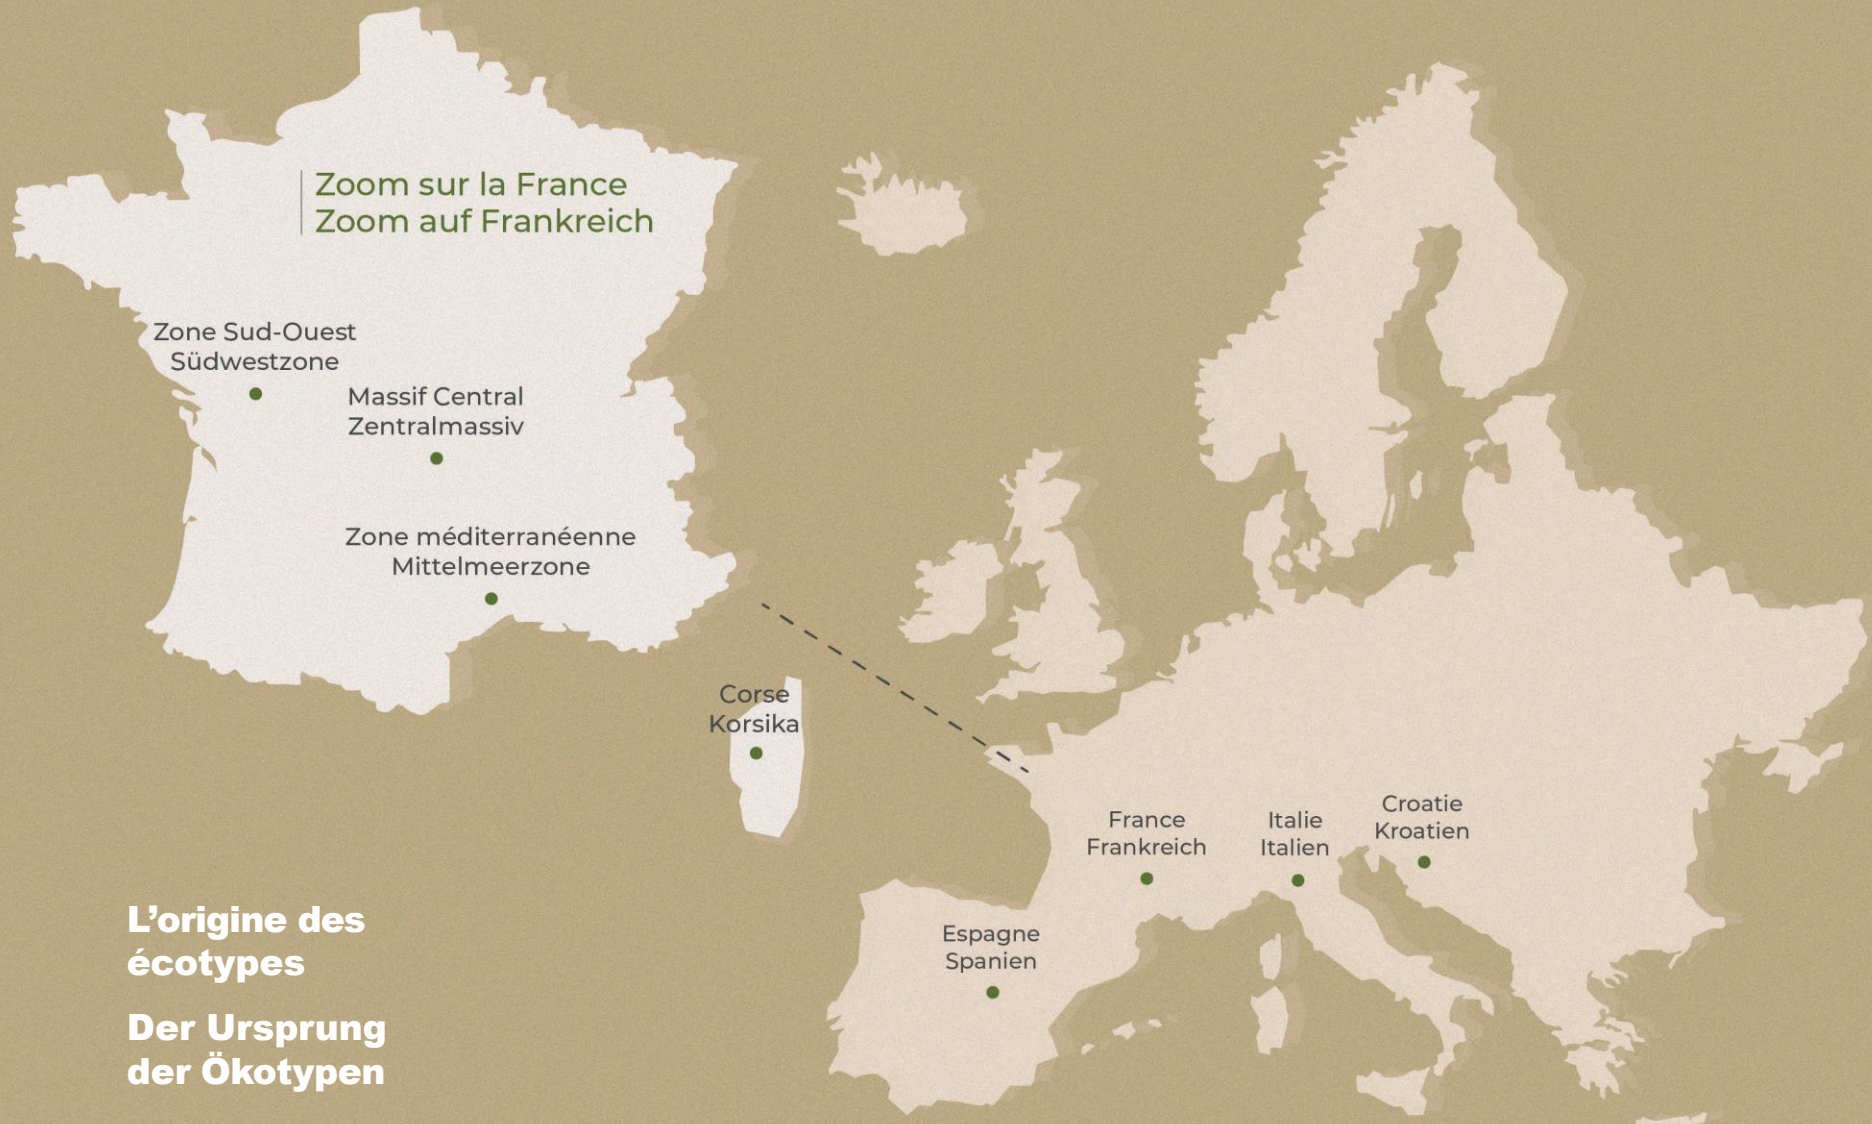 Zoom sur la France
Zoom auf Frankreich
Zone Sud-Ouest
Südwestzone
Massif Central
Zentralmassiv
Zone méditerranéenne
Mittelmeerzone
Corse
Korsika
France
Frankreich
Italie
Italien
Croatie
Kroatien
Espagne
Spanien
L’origine des
écotypes
Der Ursprung
der Ökotypen